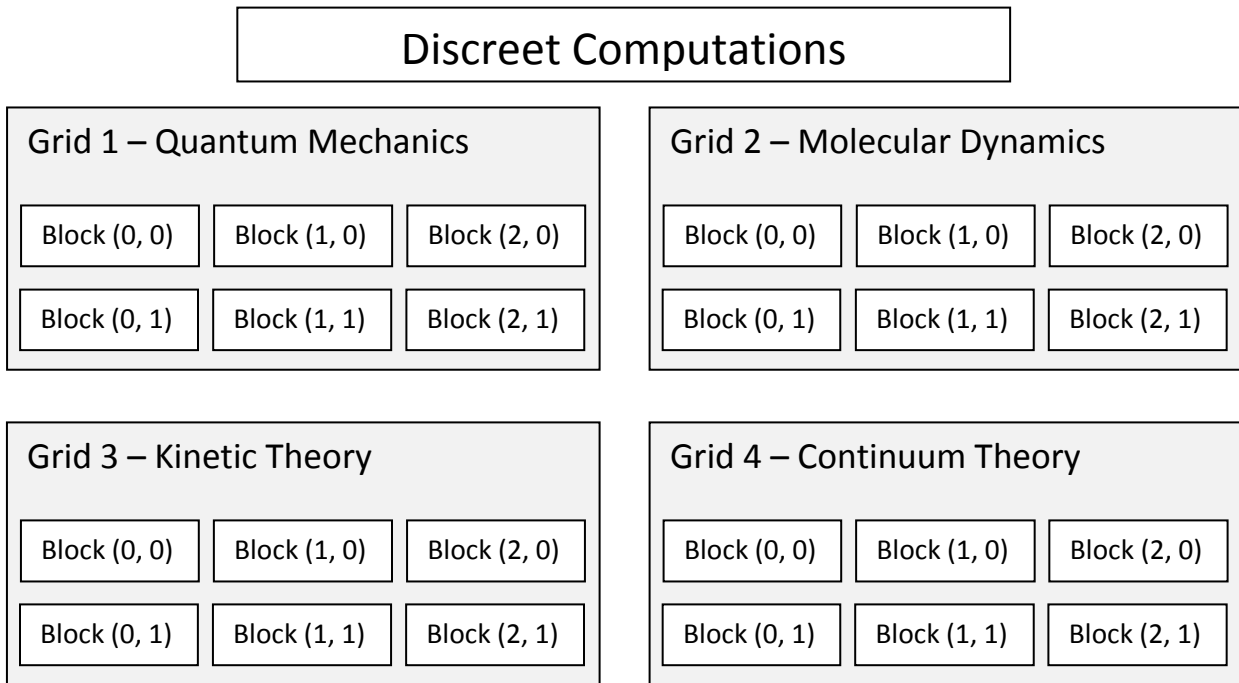 Discreet Computations
Grid 1 – Quantum Mechanics
Block (0, 0) Block (1, 0) Block (2, 0)
Block (0, 1) Block (1, 1) Block (2, 1)
Grid 2 – Molecular Dynamics
Block (0, 0) Block (1, 0) Block (2, 0)
Block (0, 1) Block (1, 1) Block (2, 1)
Grid 3 – Kinetic Theory
Block (0, 0) Block (1, 0) Block (2, 0)
Block (0, 1) Block (1, 1) Block (2, 1)
Grid 4 – Continuum Theory
Block (0, 0) Block (1, 0) Block (2, 0)
Block (0, 1) Block (1, 1) Block (2, 1)